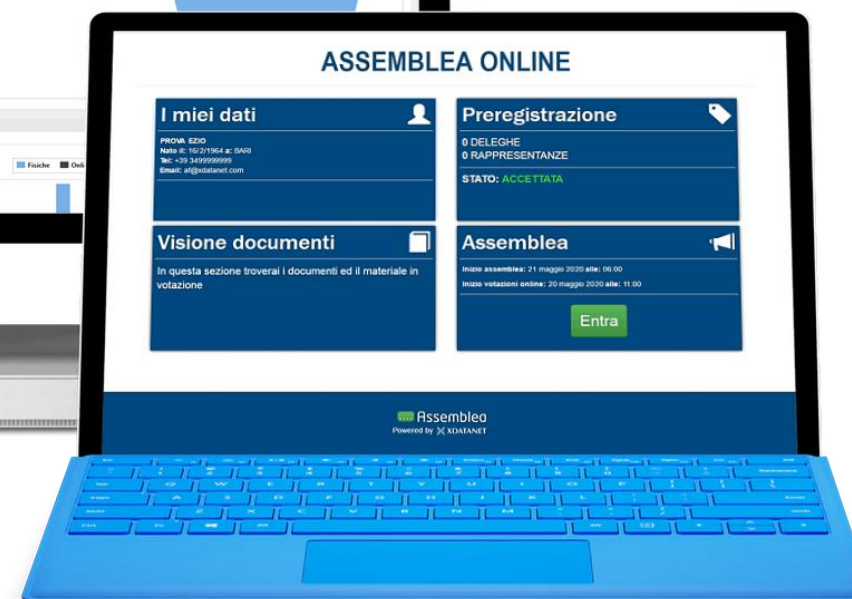 ASSEMBLEA ONLINE
I miei dati
PROVA EZIO
Nato il: 16/2/1964 a: BARI
Tel: +39 3499999999
Email: af@xdatanet.com
Preregistrazione
0 DELEGHE
0 RAPPRESENTANZE
STATO: ACCETTATA
Visione documenti
In questa sezione troverai i documenti ed il materiale in
votazione
Assemblea
Inizio assemblea: 21 maggio 2020 alle: 06:00
Inizio votazioni online: 20 maggio 2020 alle: 11:00
Entra
Assemblea
Powered by XDATANET
Fisiche
Q W E R T Y U I O P
A S D F G H J K L
Z X C V B N M